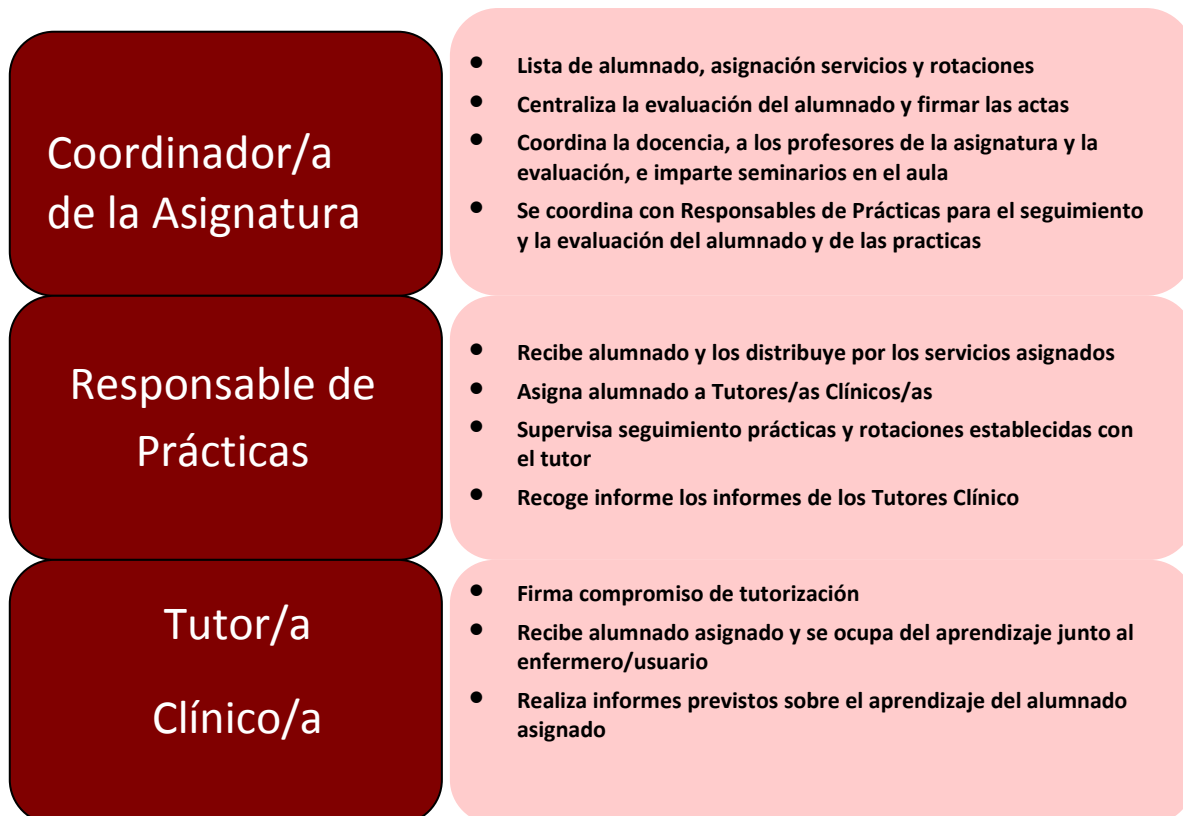 Coordinador/a
de la Asignatura
• Lista de alumnado, asignación servicios y rotaciones
• Centraliza la evaluación del alumnado y firmar las actas
• Coordina la docencia, a los profesores de la asignatura y la
evaluación, e imparte seminarios en el aula
• Se coordina con Responsables de Prácticas para el seguimiento
y la evaluación del alumnado y de las practicas
Responsable de
Prácticas
• Recibe alumnado y los distribuye por los servicios asignados
• Asigna alumnado a Tutores/as Clínicos/as
• Supervisa seguimiento prácticas y rotaciones establecidas con
el tutor
• Recoge informe los informes de los Tutores Clínico
Tutor/a
Clínico/a
• Firma compromiso de tutorización
• Recibe alumnado asignado y se ocupa del aprendizaje junto al
enfermero/usuario
• Realiza informes previstos sobre el aprendizaje del alumnado
asignado